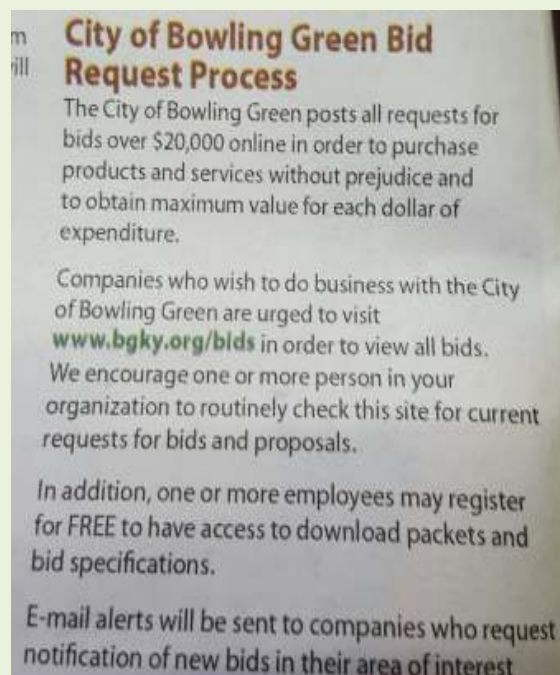 m
ill
City of Bowling Green Bid
Request Process
The City of Bowling Green posts all requests for
bids over $20,000 online in order to purchase
products and services without prejudice and
to obtain maximum value for each dollar of
expenditure.
Companies who wish to do business with the City
of Bowling Green are urged to visit
www.bgky.org/bids in order to view all bids.
We encourage one or more person in your
organization to routinely check this site for current
requests for bids and proposals.
In addition, one or more employees may register
for FREE to have access to download packets and
bid specifications.
E-mail alerts will be sent to companies who request
notification of new bids in their area of interest